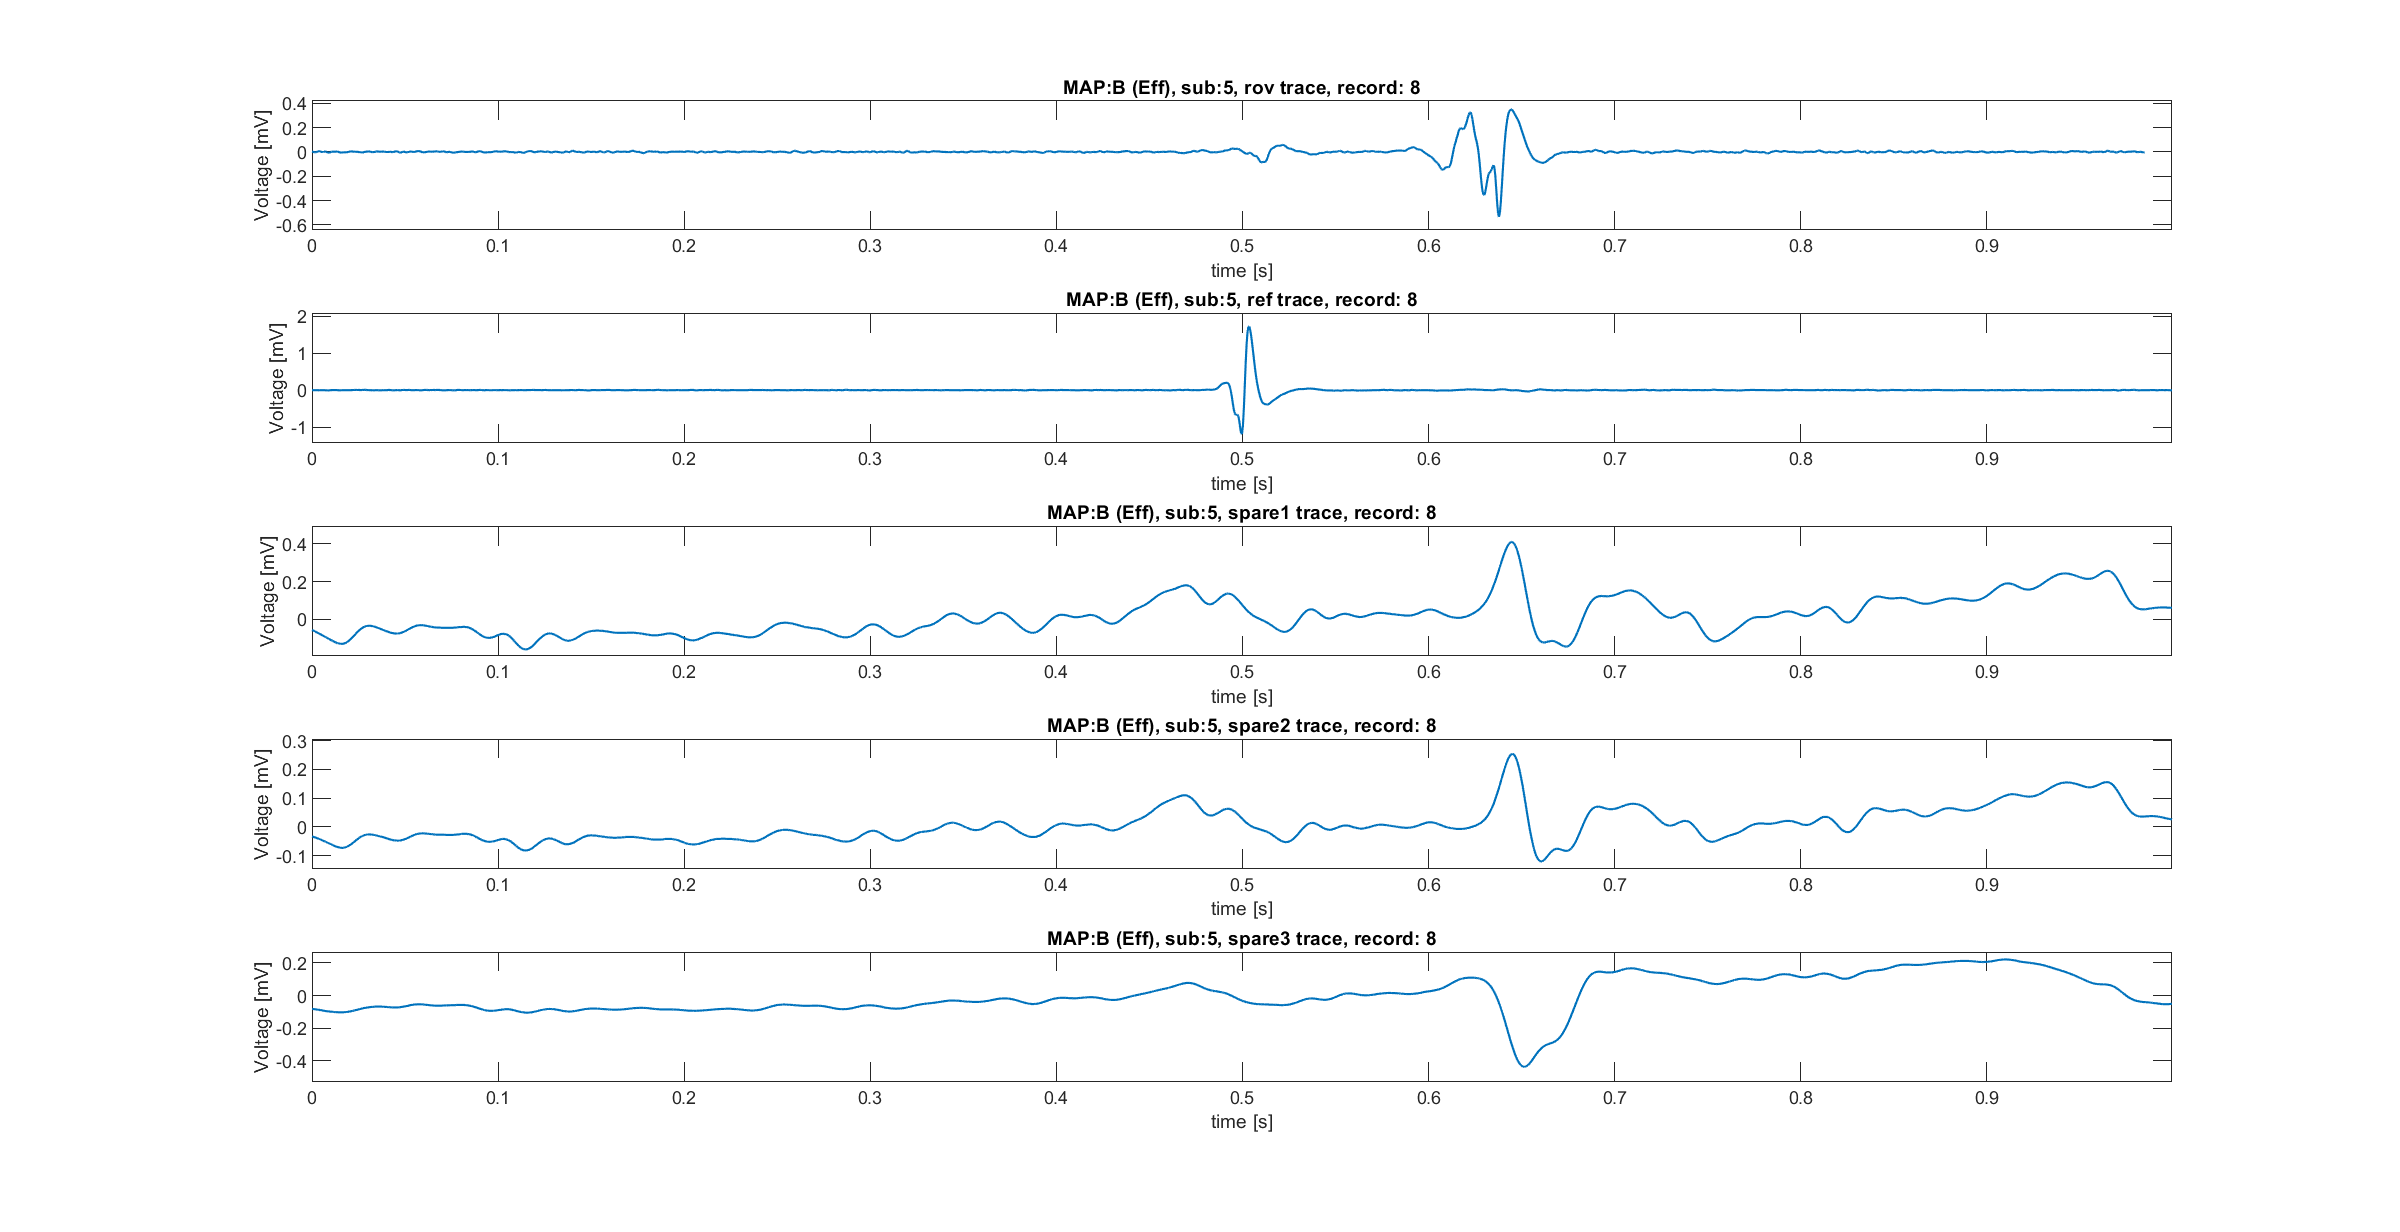 MAP:B (Eff), sub:5, rov trace, record: 8
Voltage [mV]
0.4
0.2
0
-0.2
-0.4
-0.6
0 0.1 0.2 0.3 0.4 0.5 0.6 0.7 0.8 0.9
time [s]
MAP:B (Eff), sub:5, ref trace, record: 8
Voltage [mV]
2
1
0
-1
0 0.1 0.2 0.3 0.4 0.5 0.6 0.7 0.8 0.9
time [s]
MAP:B (Eff), sub:5, spare1 trace, record: 8
Voltage [mV]
0.4
0.2
0
0 0.1 0.2 0.3 0.4 0.5 0.6 0.7 0.8 0.9
time [s]
MAP:B (Eff), sub:5, spare2 trace, record: 8
Voltage [mV]
0.3
0.2
0.1
0
-0.1
0 0.1 0.2 0.3 0.4 0.5 0.6 0.7 0.8 0.9
time [s]
MAP:B (Eff), sub:5, spare3 trace, record: 8
Voltage [mV]
0.2
0
-0.2
-0.4
0 0.1 0.2 0.3 0.4 0.5 0.6 0.7 0.8 0.9
time [s]